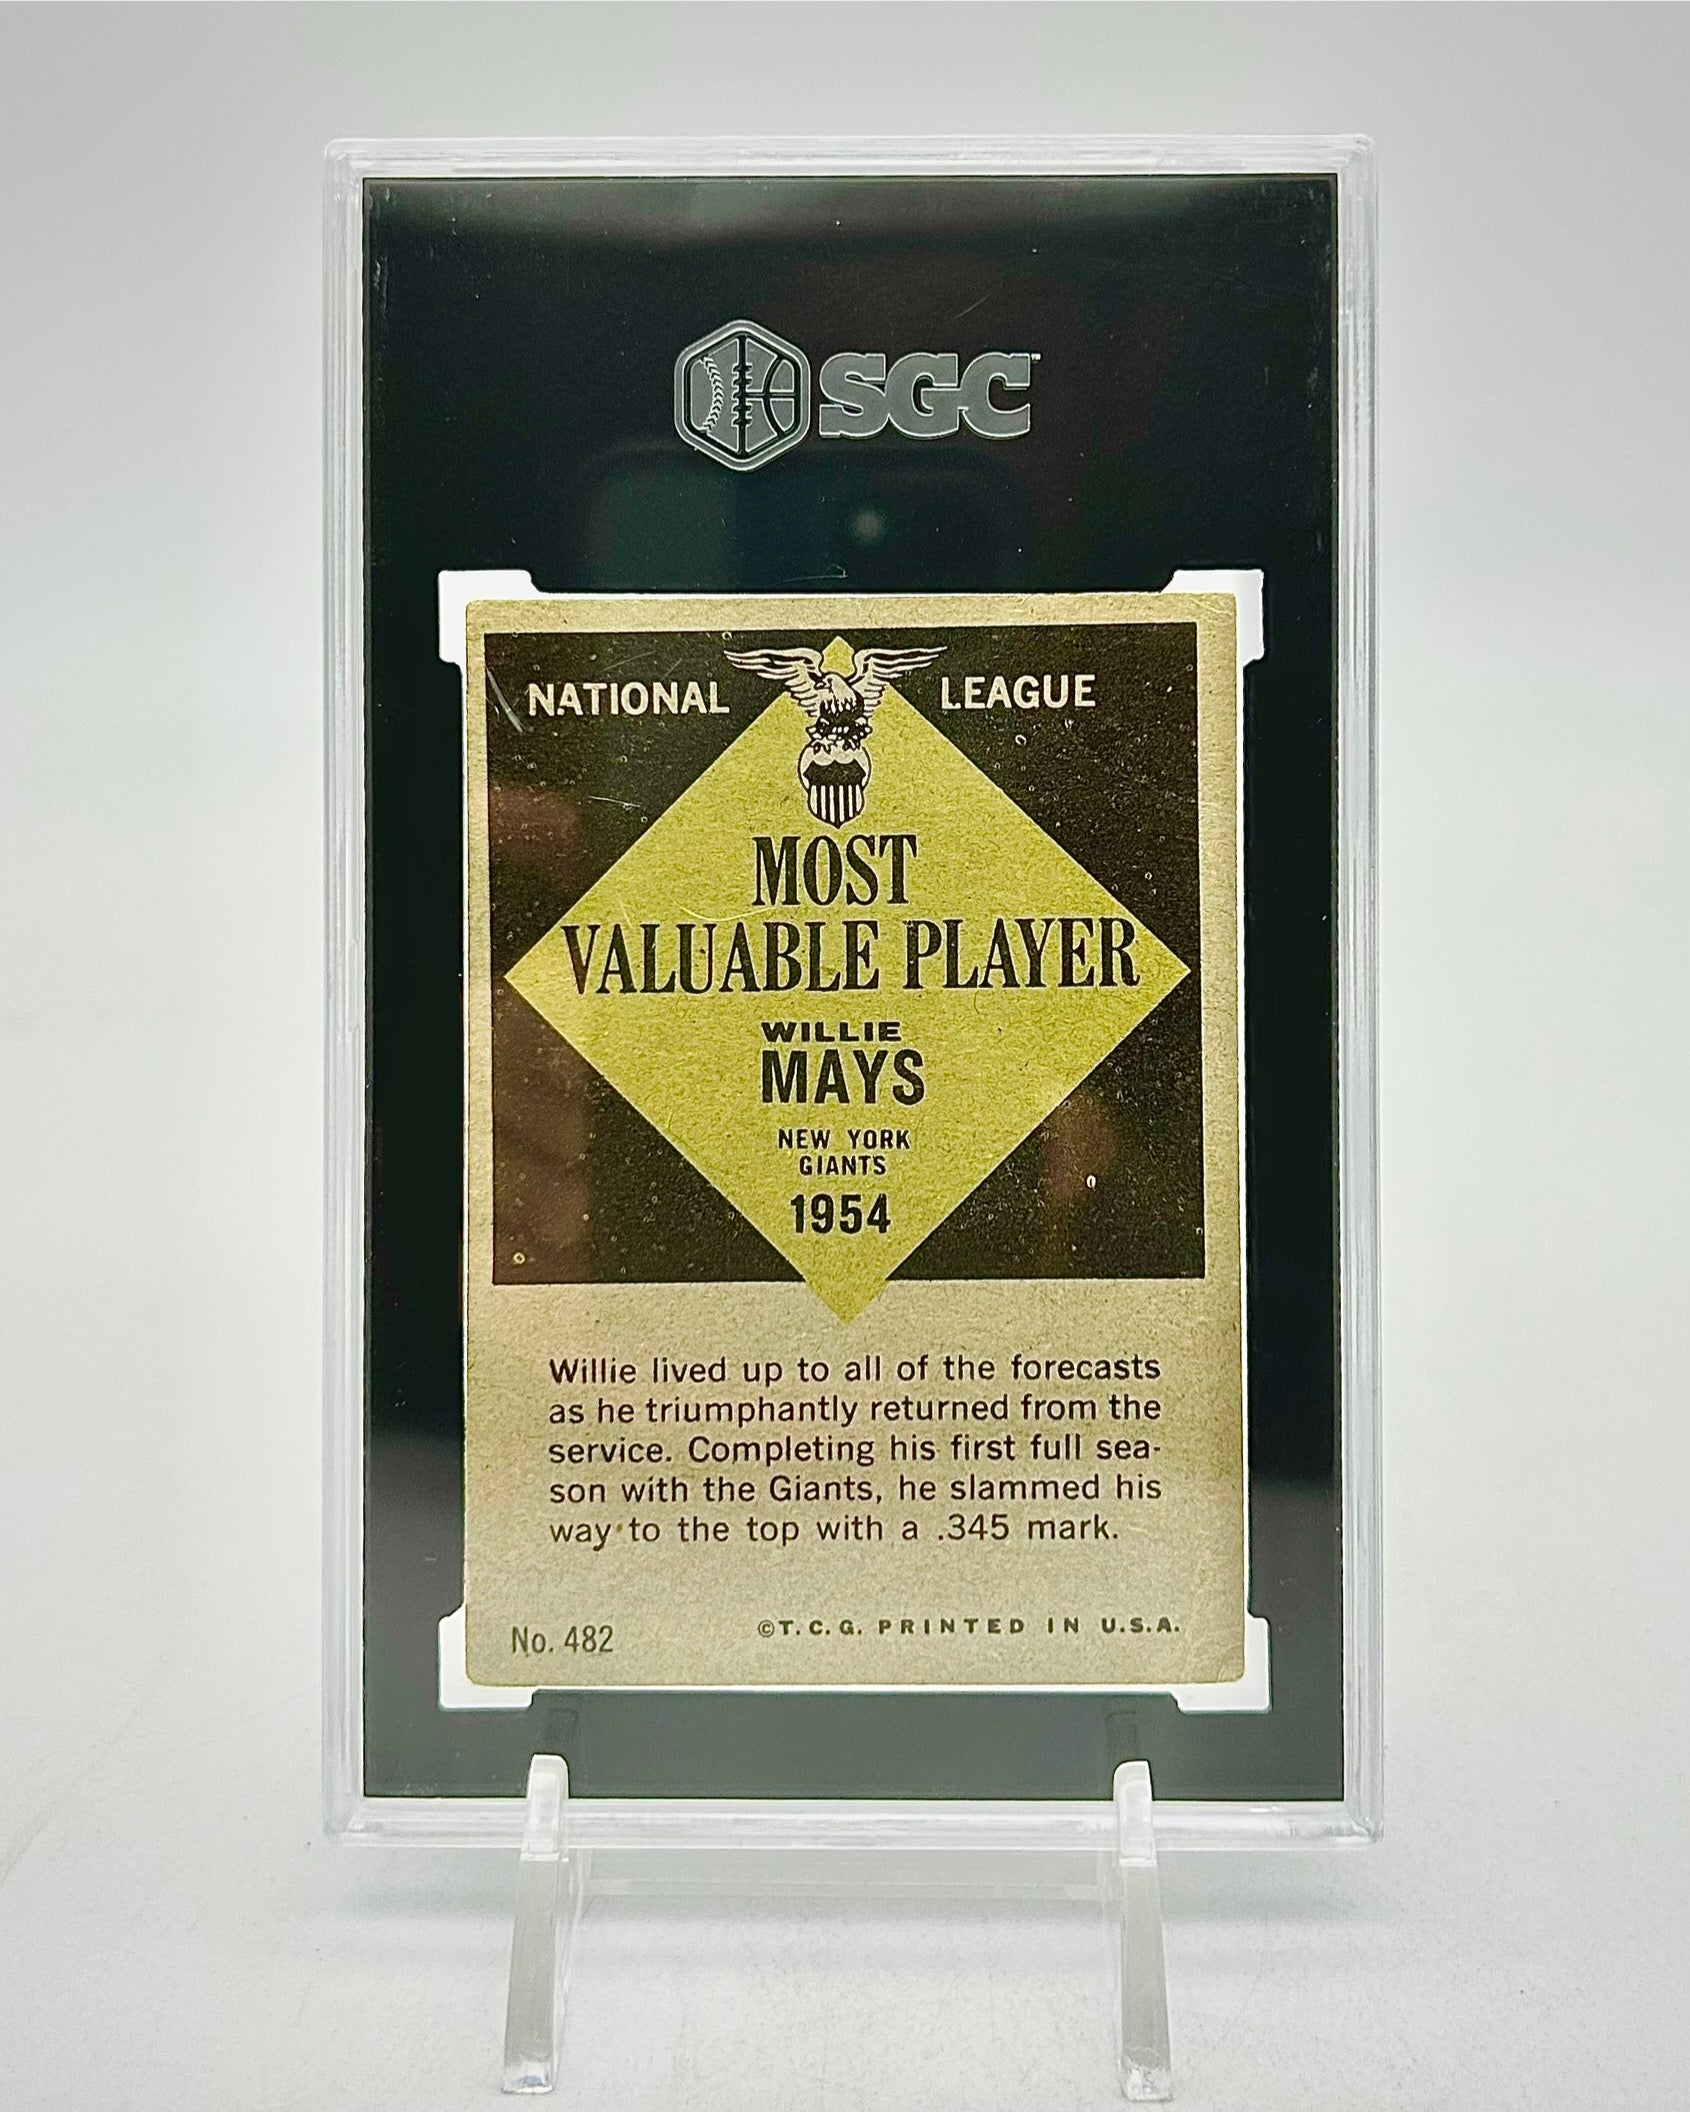 SGC™
NATIONAL LEAGUE
MOST
VALUABLE PLAYER
WILLIE
MAYS
NEW YORK
GIANTS
1954
Willie lived up to all of the forecasts
as he triumphantly returned from the
service. Completing his first full sea-
son with the Giants, he slammed his
way to the top with a .345 mark.
No. 482 ©T.C.G. PRINTED IN U.S.A.